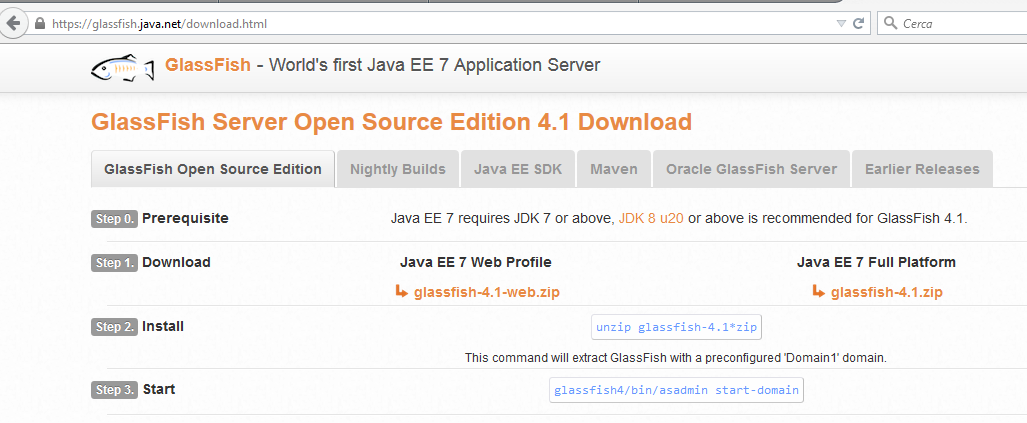 https://glassfish.java.net/download.html
Cerca
GlassFish - World's first Java EE 7 Application Server
GlassFish Server Open Source Edition 4.1 Download
GlassFish Open Source Edition
Nightly Builds
Java EE SDK
Maven
Oracle GlassFish Server
Earlier Releases
Step 0. Prerequisite
Java EE 7 requires JDK 7 or above, JDK 8 u20 or above is recommended for GlassFish 4.1.
Step 1. Download
Java EE 7 Web Profile
Java EE 7 Full Platform
glassfish-4.1-web.zip
glassfish-4.1.zip
Step 2. Install
unzip glassfish-4.1*zip
This command will extract GlassFish with a preconfigured 'Domain1' domain.
Step 3. Start
glassfish4/bin/asadmin start-domain